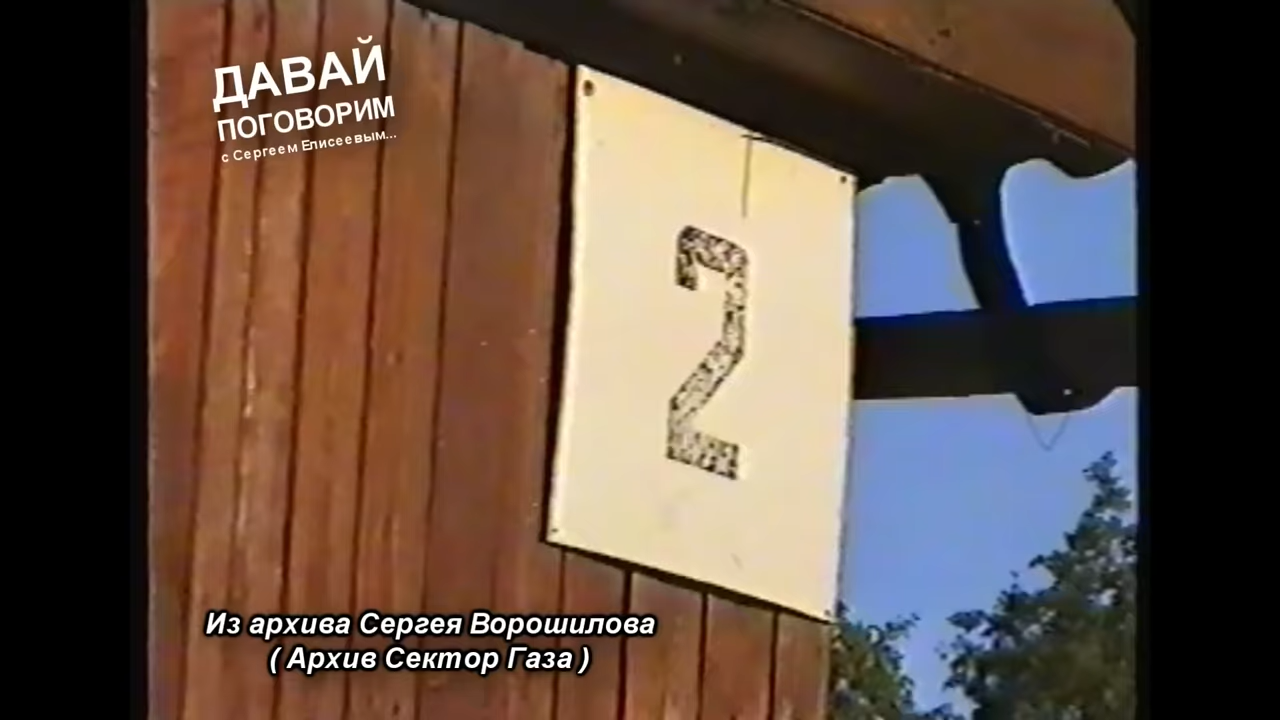 ДАВАЙ
ПОГОВОРИМ
с Сергеем Елисеевым...
2
Из архива Сергея Ворошилова
( Архив Сектор Газа )